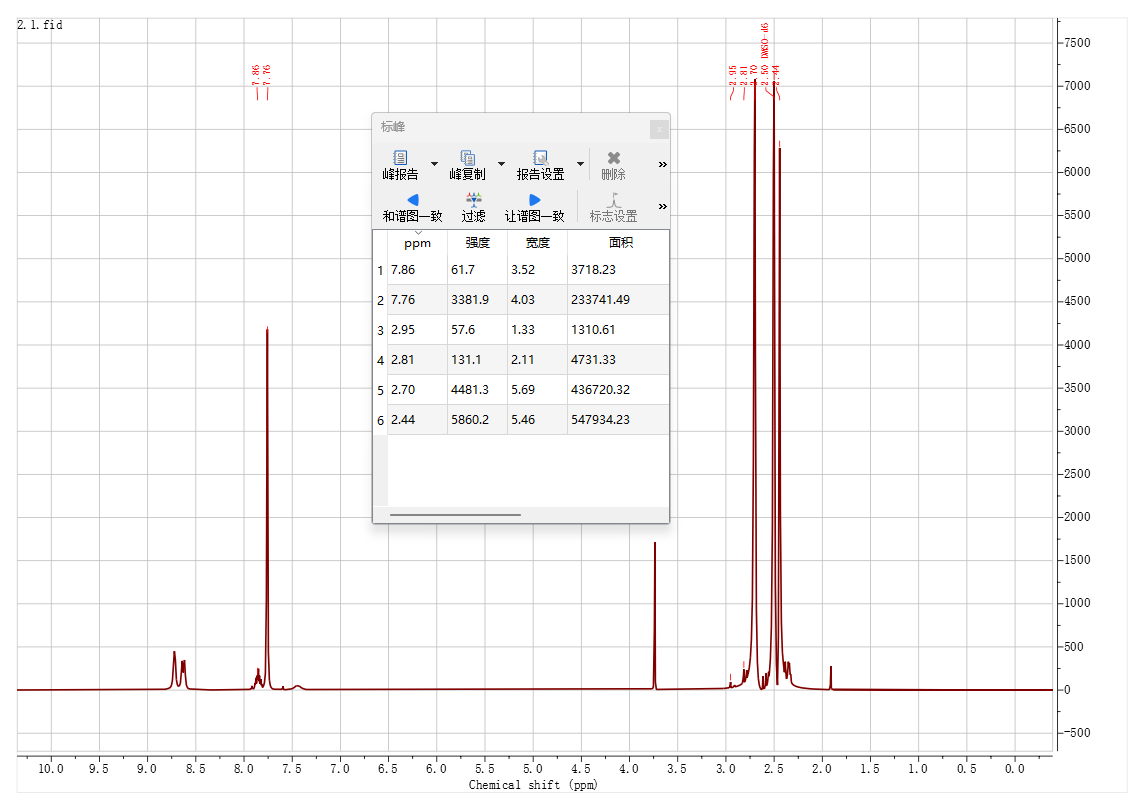 2.1.fid
7.86
7.76
2.95
2.81
2.70
2.50 DMSO-d6
2.44
标峰
x
峰报告 峰复制 报告设置 删除 »
和谱图一致 过滤 让谱图一致 标志设置 »
ppm 强度 宽度 面积
1 7.86 61.7 3.52 3718.23
2 7.76 3381.9 4.03 233741.49
3 2.95 57.6 1.33 1310.61
4 2.81 131.1 2.11 4731.33
5 2.70 4481.3 5.69 436720.32
6 2.44 5860.2 5.46 547934.23
7500
7000
6500
6000
5500
5000
4500
4000
3500
3000
2500
2000
1500
1000
500
0
-500
10.0 9.5 9.0 8.5 8.0 7.5 7.0 6.5 6.0 5.5 5.0 4.5 4.0 3.5 3.0 2.5 2.0 1.5 1.0 0.5 0.0
Chemical shift (ppm)